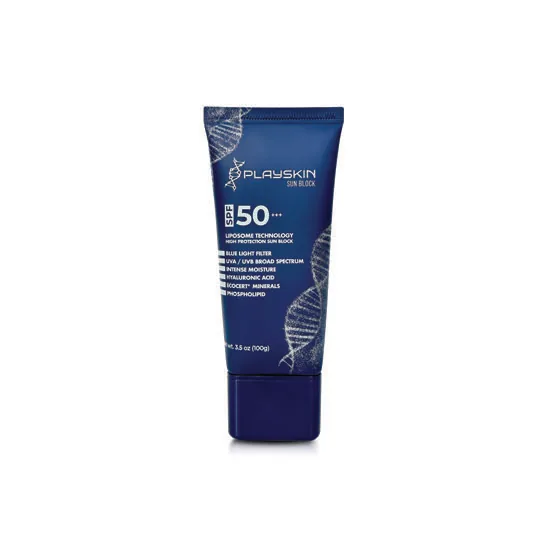 PLAYSKIN
SUN BLOCK
SPF 50+++
LIPOSOME TECHNOLOGY
HIGH PROTECTION SUN BLOCK
BLUE LIGHT FILTER
UVA / UVB BROAD SPECTRUM
INTENSE MOISTURE
HYALURONIC ACID
ECOCERT® MINERALS
PHOSPHOLIPID
wt. 3.5 oz (100g)